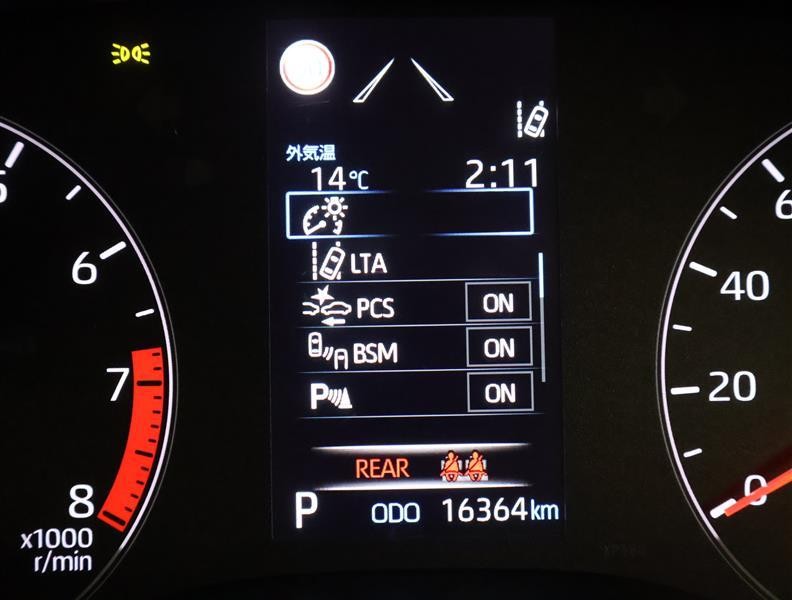 外気温
14℃ 2:11
LTA
PCS ON
BSM ON
P ON
REAR
P ODO 16364km
6
7
8
x1000
r/min
6
40
20
0